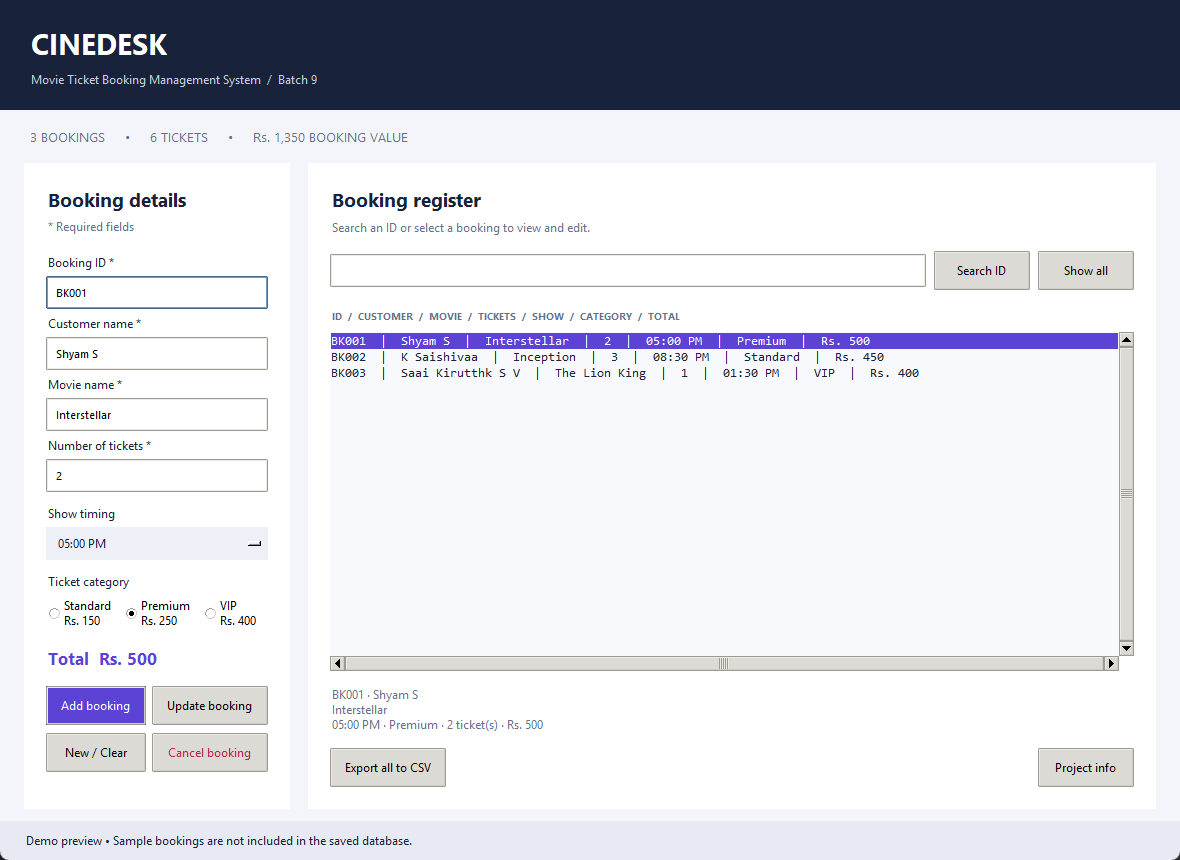 CINEDESK
Movie Ticket Booking Management System / Batch 9
3 BOOKINGS • 6 TICKETS • Rs. 1,350 BOOKING VALUE
Booking details
* Required fields
Booking ID *
BK001
Customer name *
Shyam S
Movie name *
Interstellar
Number of tickets *
2
Show timing
05:00 PM
Ticket category
Standard Rs. 150
Premium Rs. 250
VIP Rs. 400
Total Rs. 500
Add booking
Update booking
New / Clear
Cancel booking
Booking register
Search an ID or select a booking to view and edit.
Search ID
Show all
ID / CUSTOMER / MOVIE / TICKETS / SHOW / CATEGORY / TOTAL
BK001 | Shyam S | Interstellar | 2 | 05:00 PM | Premium | Rs. 500
BK002 | K Saishivaa | Inception | 3 | 08:30 PM | Standard | Rs. 450
BK003 | Saai Kirutthk S V | The Lion King | 1 | 01:30 PM | VIP | Rs. 400
BK001 · Shyam S
Interstellar
05:00 PM · Premium · 2 ticket(s) · Rs. 500
Export all to CSV
Project info
Demo preview • Sample bookings are not included in the saved database.